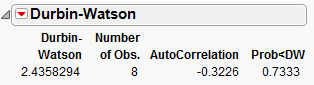 Durbin-Watson
Durbin- Number
Watson of Obs. AutoCorrelation Prob<DW
2.4358294 8 -0.3226 0.7333